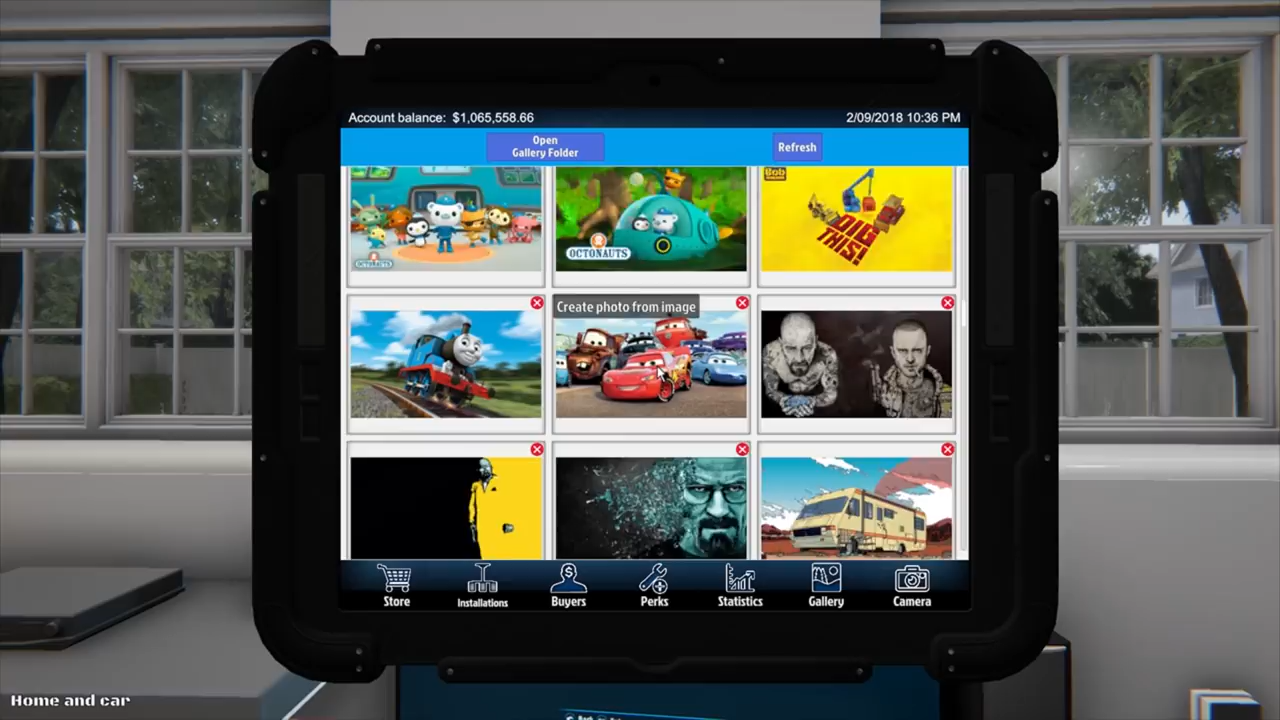 Account balance: $1,065,558.66
2/09/2018 10:36 PM
Open
Gallery Folder
Refresh
OCTONAUTS
OCTONAUTS
Bob
DIG
THIS!
Create photo from image
Store
Installations
Buyers
Perks
Statistics
Gallery
Camera
Home and car